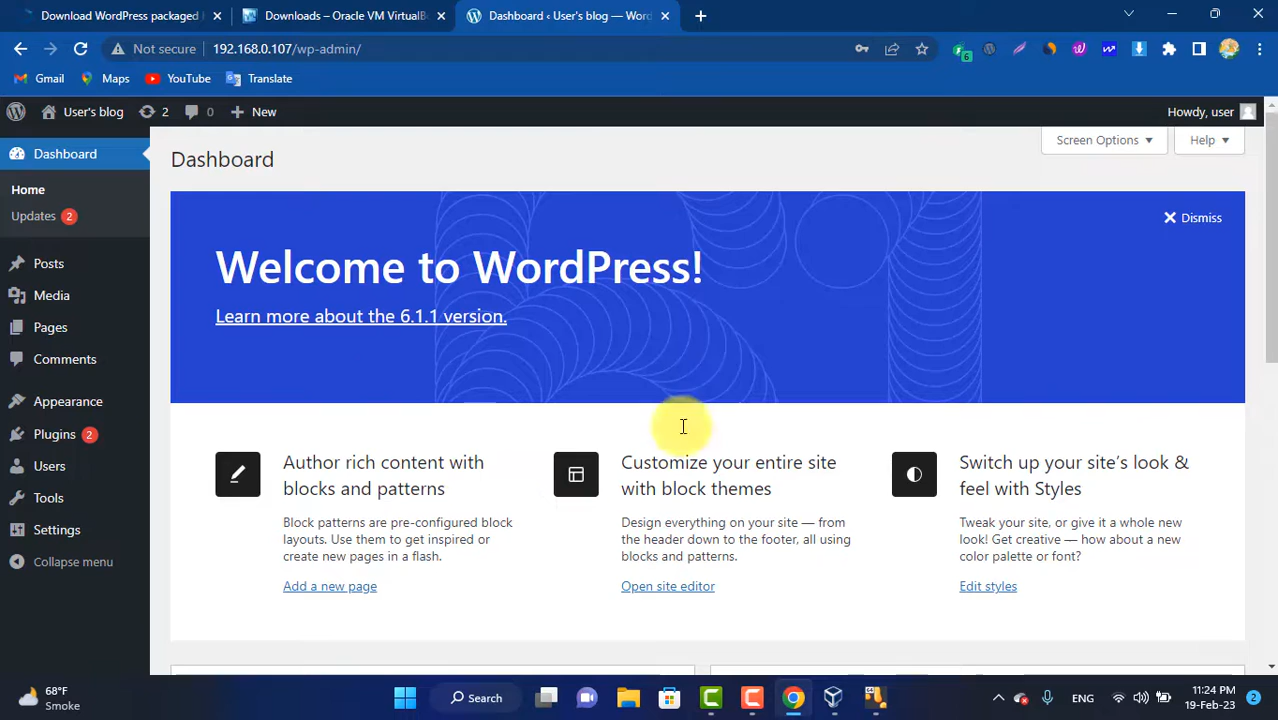 Download WordPress packaged
Downloads – Oracle VM VirtualB
Dashboard ‹ User's blog — Word
Not secure
192.168.0.107/wp-admin/
6
Gmail
Maps
YouTube
Translate
User's blog
2
0
New
Howdy, user
Dashboard
Home
Updates 2
Posts
Media
Pages
Comments
Appearance
Plugins 2
Users
Tools
Settings
Collapse menu
Dashboard
Screen Options
Help
Dismiss
Welcome to WordPress!
Learn more about the 6.1.1 version.
Author rich content with
blocks and patterns
Block patterns are pre-configured block
layouts. Use them to get inspired or
create new pages in a flash.
Add a new page
Customize your entire site
with block themes
Design everything on your site — from
the header down to the footer, all using
blocks and patterns.
Open site editor
Switch up your site's look &
feel with Styles
Tweak your site, or give it a whole new
look! Get creative — how about a new
color palette or font?
Edit styles
68°F
Smoke
Search
ENG
11:24 PM
19-Feb-23
2